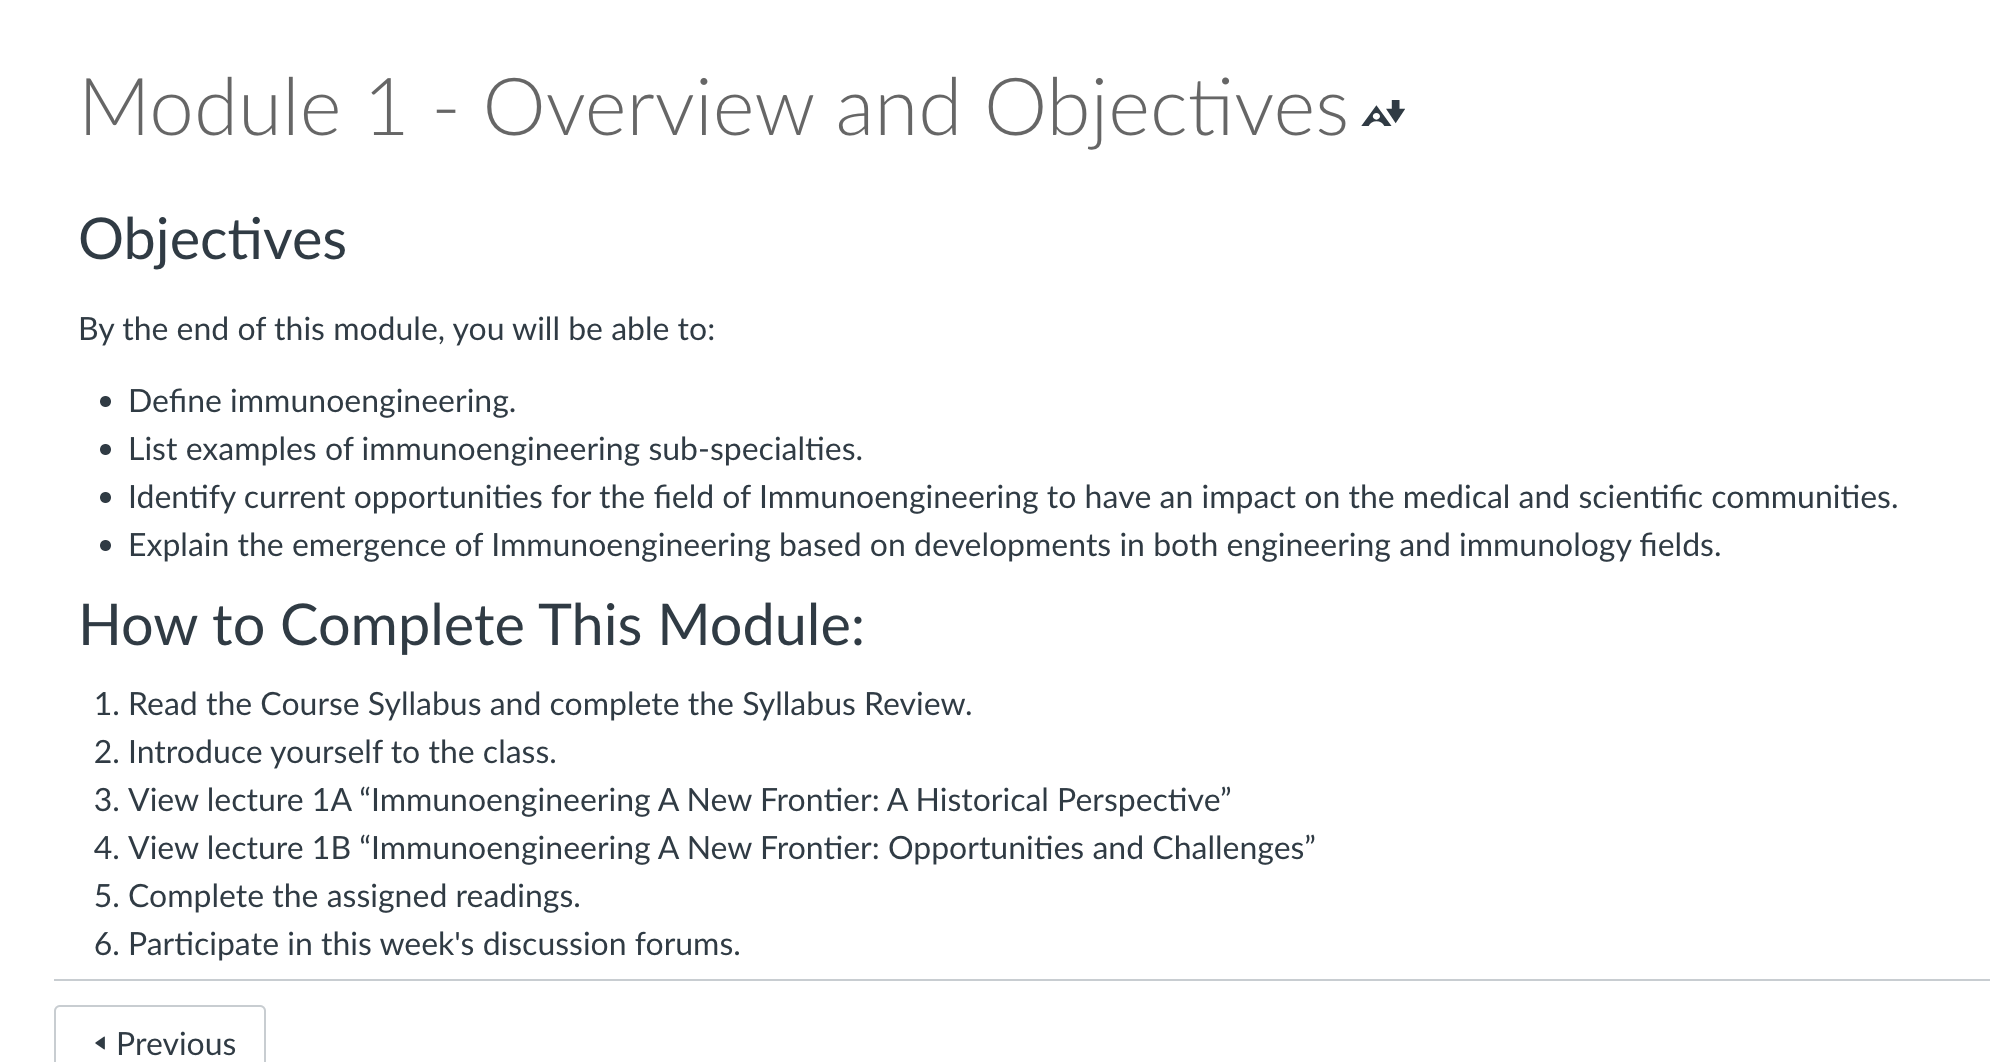 Module 1 - Overview and Objectives
Objectives
By the end of this module, you will be able to:
• Define immunoengineering.
• List examples of immunoengineering sub-specialties.
• Identify current opportunities for the field of Immunoengineering to have an impact on the medical and scientific communities.
• Explain the emergence of Immunoengineering based on developments in both engineering and immunology fields.
How to Complete This Module:
1. Read the Course Syllabus and complete the Syllabus Review.
2. Introduce yourself to the class.
3. View lecture 1A “Immunoengineering A New Frontier: A Historical Perspective”
4. View lecture 1B “Immunoengineering A New Frontier: Opportunities and Challenges”
5. Complete the assigned readings.
6. Participate in this week's discussion forums.
Previous